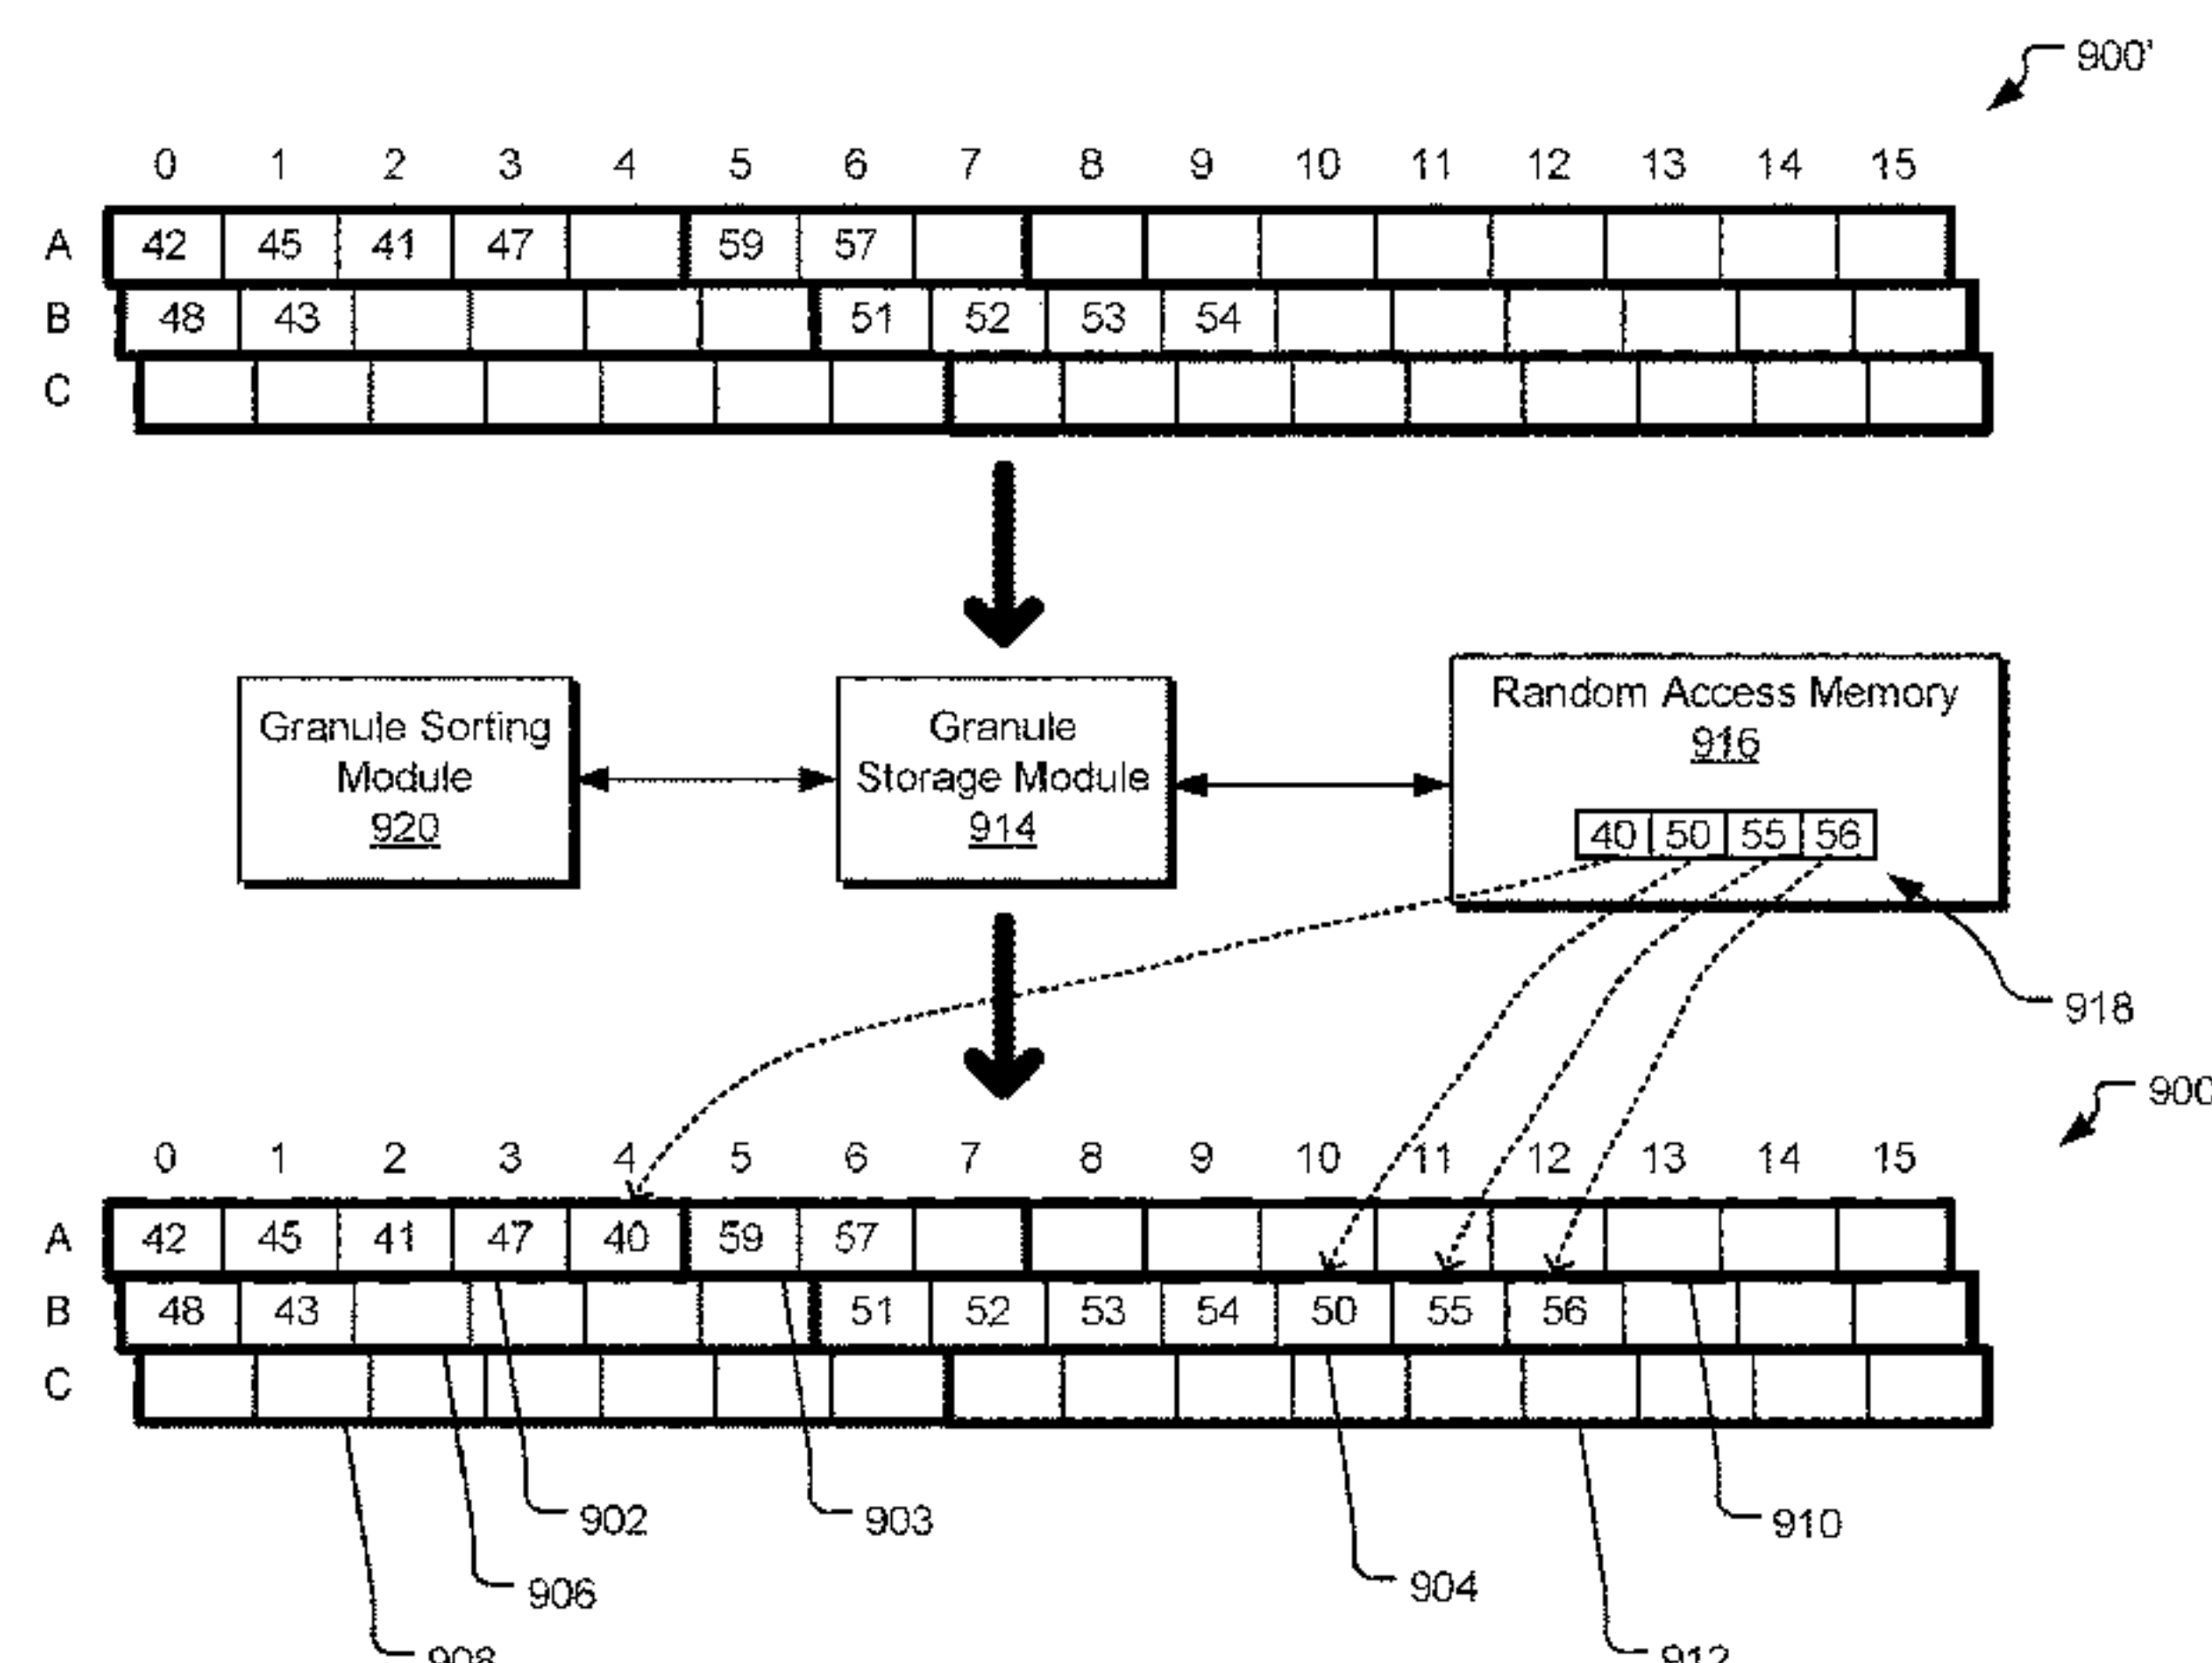 900'
0 1 2 3 4 5 6 7 8 9 10 11 12 13 14 15
A 42 45 41 47 59 57
B 48 43 51 52 53 54
C
Random Access Memory
916
40 50 55 56
Granule Sorting
Module
920
Granule
Storage Module
914
918
900
0 1 2 3 4 5 6 7 8 9 10 11 12 13 14 15
A 42 45 41 47 40 59 57
B 48 43 51 52 53 54 50 55 56
C
902 903 910
906 904
908 912